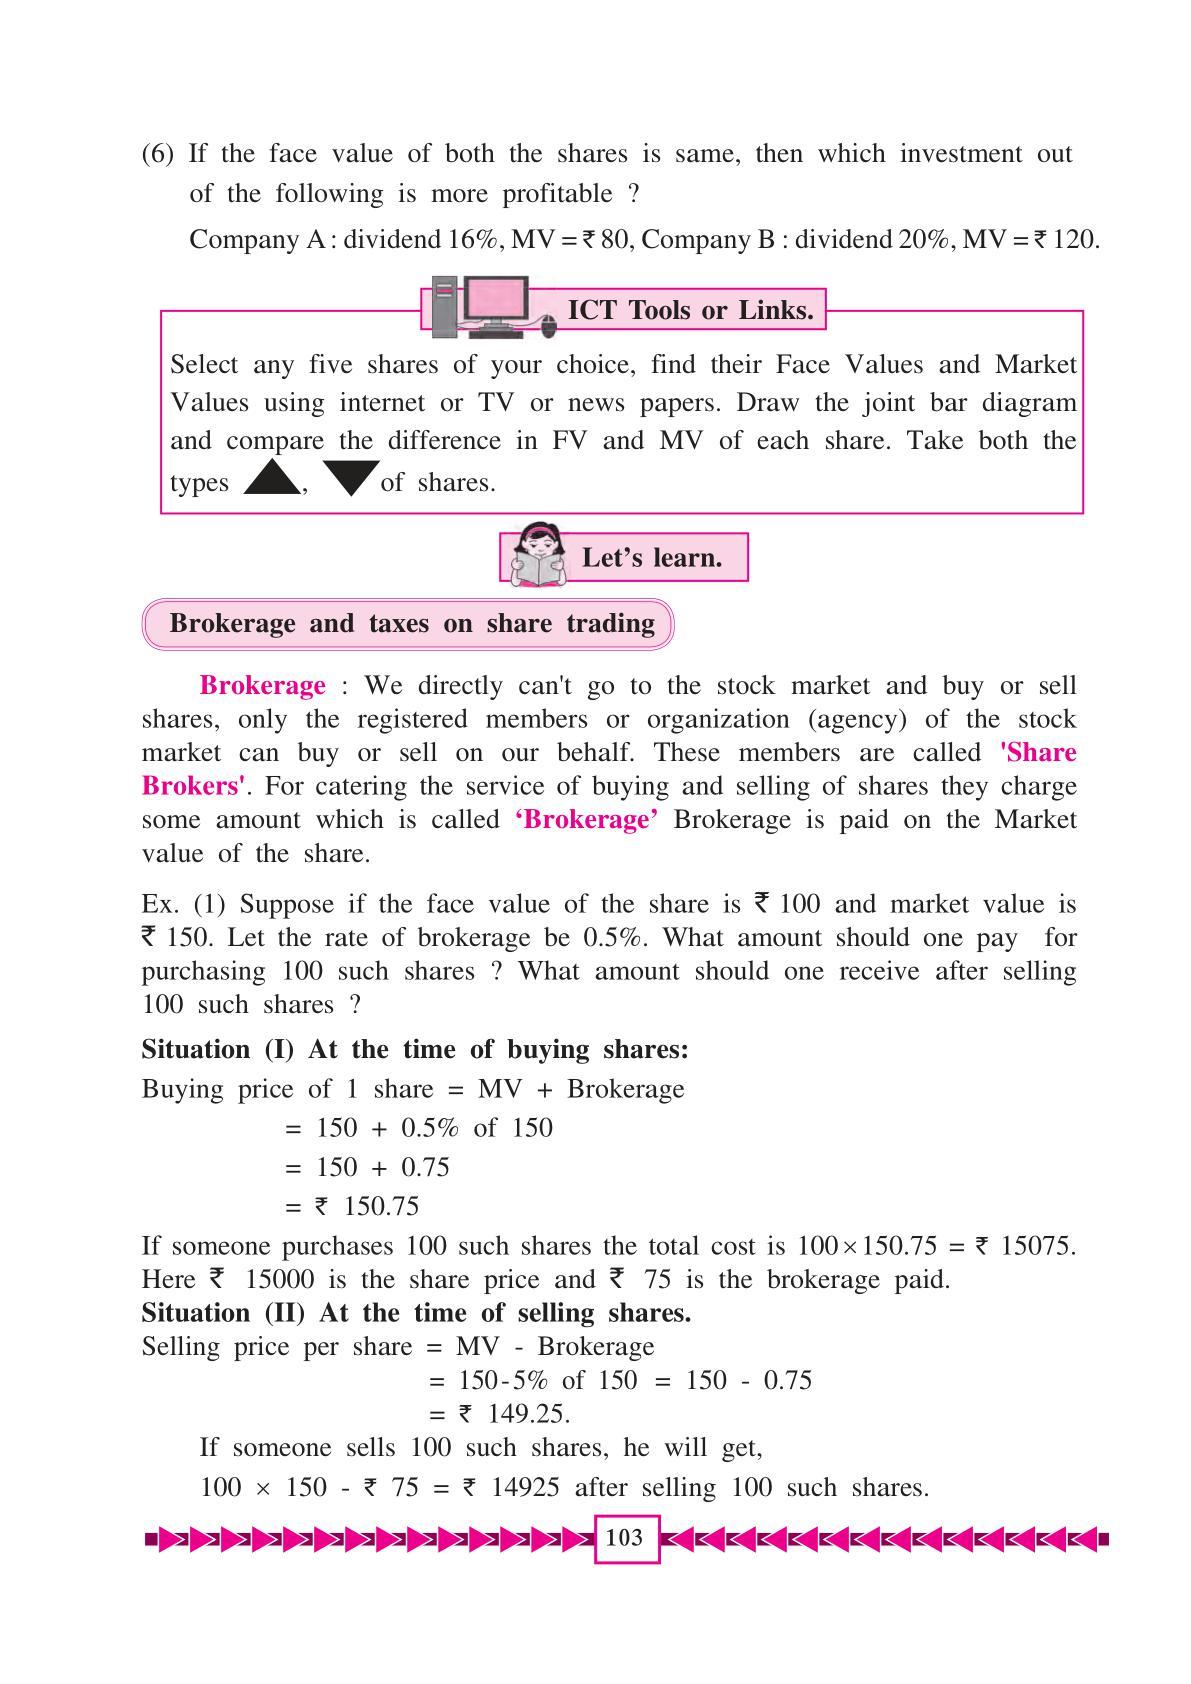 (6) If the face value of both the shares is same, then which investment out
of the following is more profitable ?
Company A : dividend 16%, MV = ₹ 80, Company B : dividend 20%, MV = ₹ 120.
ICT Tools or Links.
Select any five shares of your choice, find their Face Values and Market
Values using internet or TV or news papers. Draw the joint bar diagram
and compare the difference in FV and MV of each share. Take both the
types ▲, ▼ of shares.
Let’s learn.
Brokerage and taxes on share trading
Brokerage : We directly can't go to the stock market and buy or sell
shares, only the registered members or organization (agency) of the stock
market can buy or sell on our behalf. These members are called 'Share
Brokers'. For catering the service of buying and selling of shares they charge
some amount which is called ‘Brokerage’ Brokerage is paid on the Market
value of the share.
Ex. (1) Suppose if the face value of the share is ₹ 100 and market value is
₹ 150. Let the rate of brokerage be 0.5%. What amount should one pay for
purchasing 100 such shares ? What amount should one receive after selling
100 such shares ?
Situation (I) At the time of buying shares:
Buying price of 1 share = MV + Brokerage
= 150 + 0.5% of 150
= 150 + 0.75
= ₹ 150.75
If someone purchases 100 such shares the total cost is 100 × 150.75 = ₹ 15075.
Here ₹ 15000 is the share price and ₹ 75 is the brokerage paid.
Situation (II) At the time of selling shares.
Selling price per share = MV - Brokerage
= 150 - 5% of 150 = 150 - 0.75
= ₹ 149.25.
If someone sells 100 such shares, he will get,
100 × 150 - ₹ 75 = ₹ 14925 after selling 100 such shares.
103